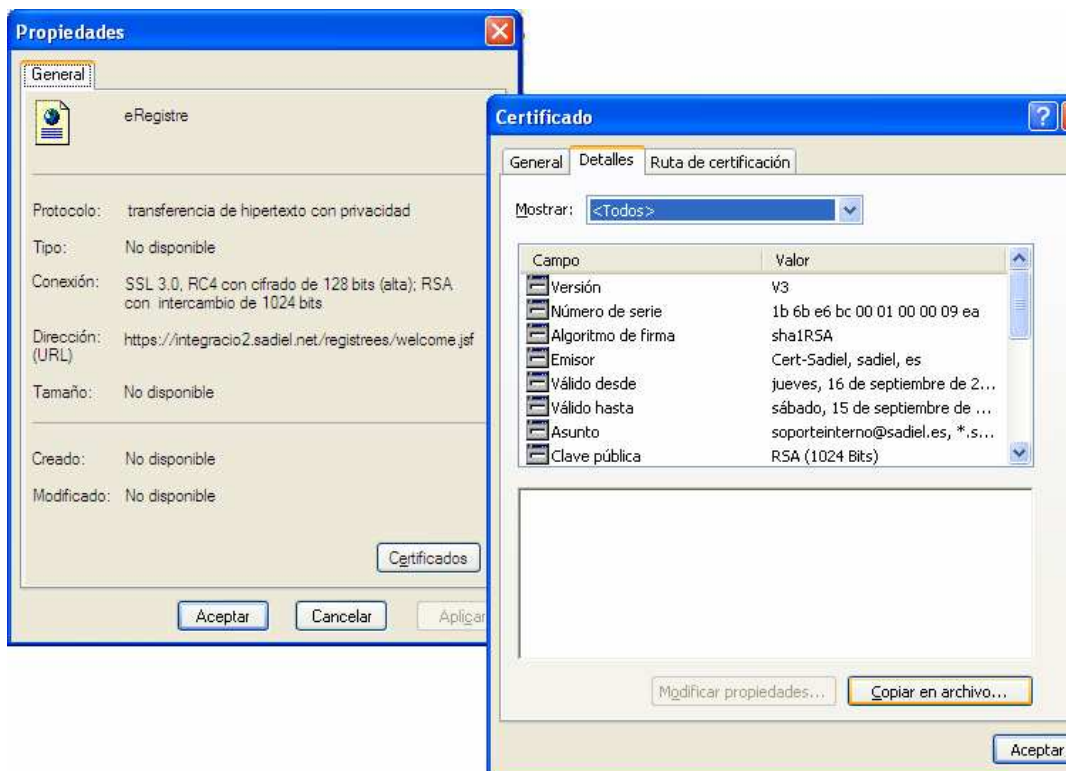 Propiedades
General
eRegistre
Protocolo: transferencia de hipertexto con privacidad
Tipo: No disponible
Conexión: SSL 3.0, RC4 con cifrado de 128 bits (alta); RSA
con intercambio de 1024 bits
Dirección: https://integracio2.sadiel.net/registrees/welcome.jsf
(URL)
Tamaño: No disponible
Creado: No disponible
Modificado: No disponible
Certificados
Aceptar Cancelar Aplicar
Certificado
General Detalles Ruta de certificación
Mostrar: <Todos>
Campo Valor
Versión V3
Número de serie 1b 6b e6 bc 00 01 00 00 09 ea
Algoritmo de firma sha1RSA
Emisor Cert-Sadiel, sadiel, es
Válido desde jueves, 16 de septiembre de 2...
Válido hasta sábado, 15 de septiembre de ...
Asunto soporteinterno@sadiel.es, *.s...
Clave pública RSA (1024 Bits)
Modificar propiedades... Copiar en archivo...
Aceptar